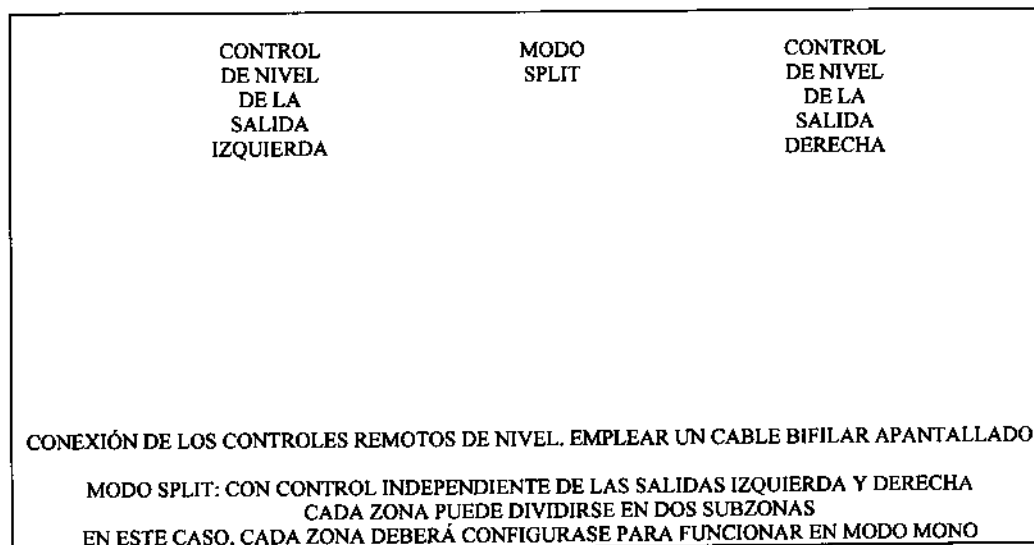 CONTROL
DE NIVEL
DE LA
SALIDA
IZQUIERDA
MODO
SPLIT
CONTROL
DE NIVEL
DE LA
SALIDA
DERECHA
CONEXIÓN DE LOS CONTROLES REMOTOS DE NIVEL. EMPLEAR UN CABLE BIFILAR APANTALLADO
MODO SPLIT: CON CONTROL INDEPENDIENTE DE LAS SALIDAS IZQUIERDA Y DERECHA
CADA ZONA PUEDE DIVIDIRSE EN DOS SUBZONAS
EN ESTE CASO, CADA ZONA DEBERÁ CONFIGURASE PARA FUNCIONAR EN MODO MONO